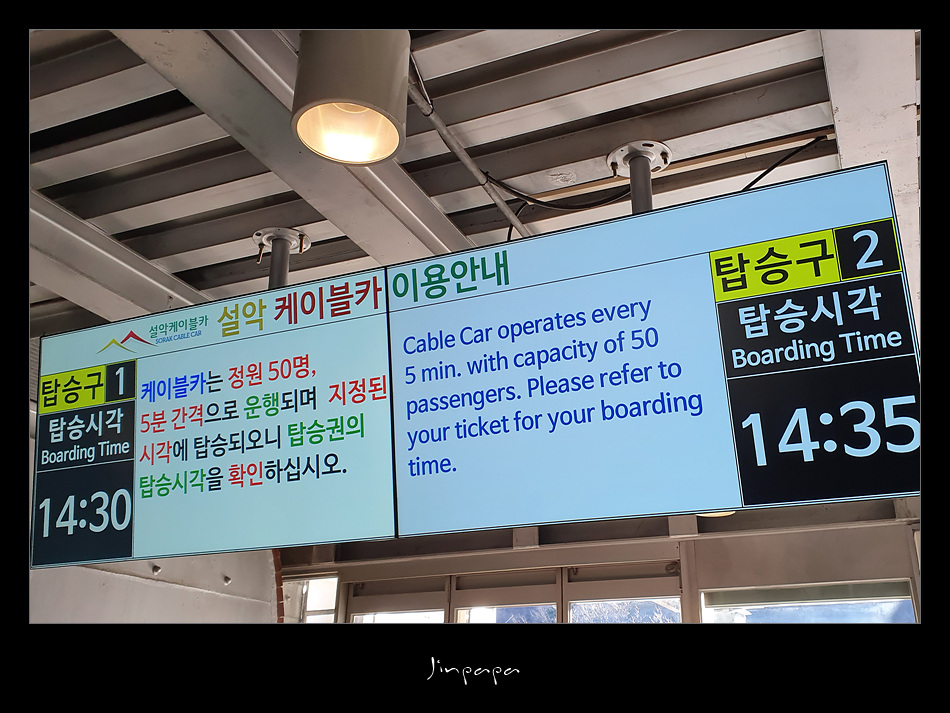 설악케이블카
SORAK CABLE CAR
설악 케이블카 이용안내
탑승구 1
탑승시각
Boarding Time
14:30
케이블카는 정원 50명,
5분 간격으로 운행되며 지정된
시각에 탑승되오니 탑승권의
탑승시각을 확인하십시오.
Cable Car operates every
5 min. with capacity of 50
passengers. Please refer to
your ticket for your boarding
time.
탑승구 2
탑승시각
Boarding Time
14:35
Jinpapa